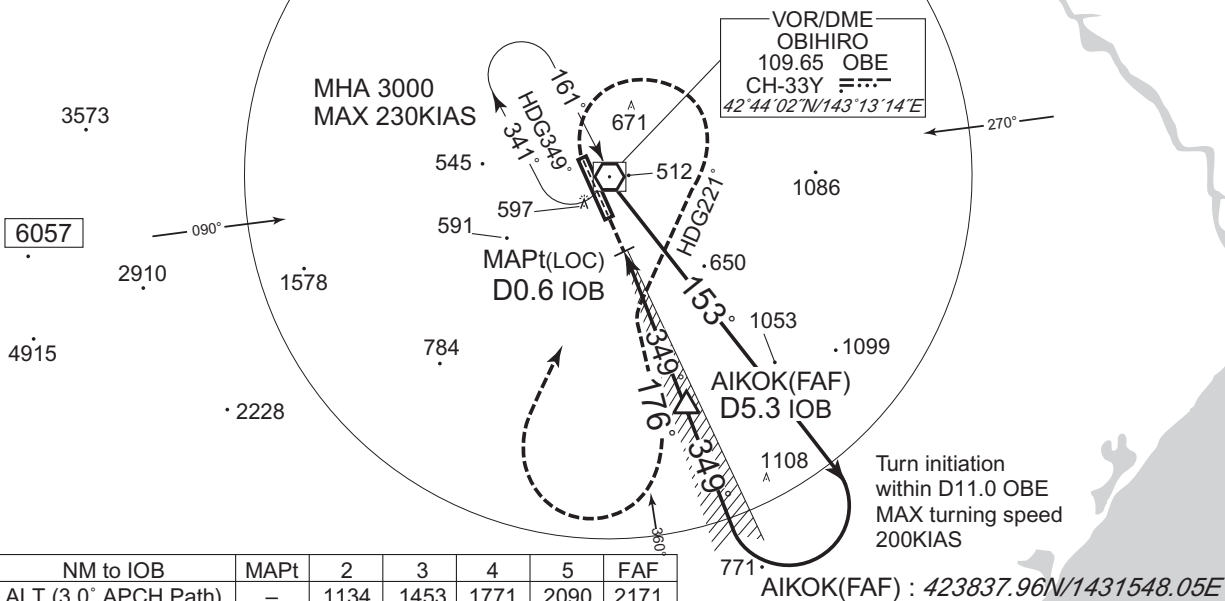 VOR/DME
OBIHIRO
109.65 OBE
CH-33Y
42°44´02˝N/143°13´14˝E
MHA 3000
MAX 230KIAS
161°
HDG349°
341°
3573
671
270°
545
512
1086
597
HDG221°
090°
6057
591
MAPt(LOC)
D0.6 IOB
650
2910
1578
153°
1053
4915
784
349°
1099
AIKOK(FAF)
D5.3 IOB
176°
2228
349°
1108
Turn initiation
within D11.0 OBE
MAX turning speed
200KIAS
360°
771
AIKOK(FAF) : 423837.96N/1431548.05E
NM to IOB MAPt 2 3 4 5 FAF
ALT (3.0° APCH Path) – 1134 1453 1771 2090 2171